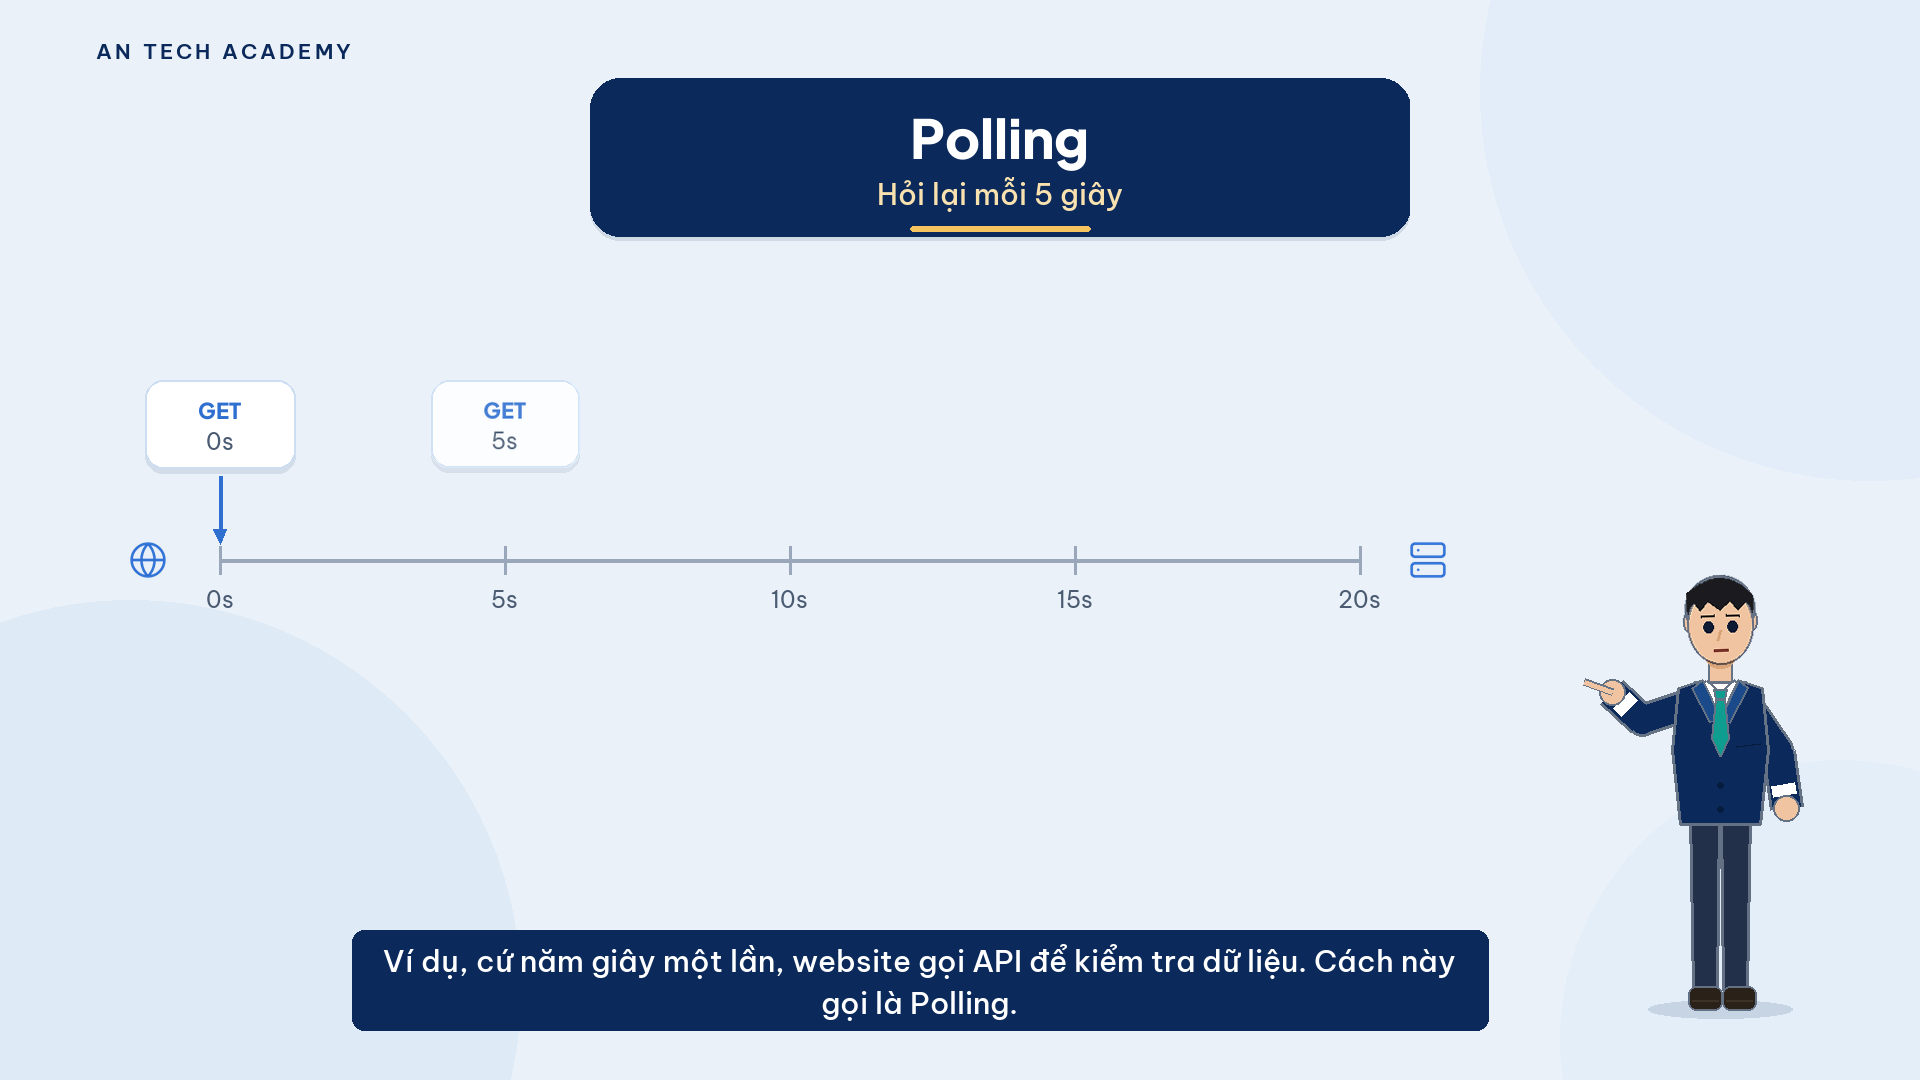 AN TECH ACADEMY
Polling
Hỏi lại mỗi 5 giây
GET
0s
GET
5s
0s
5s
10s
15s
20s
Ví dụ, cứ năm giây một lần, website gọi API để kiểm tra dữ liệu. Cách này
gọi là Polling.